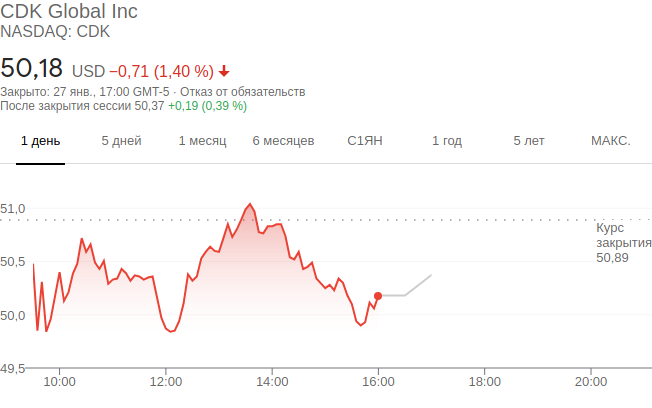 CDK Global Inc
NASDAQ: CDK
50,18 USD −0,71 (1,40 %)
Закрыто: 27 янв., 17:00 GMT-5 · Отказ от обязательств
После закрытия сессии 50,37 +0,19 (0,39 %)
1 день 5 дней 1 месяц 6 месяцев С1ЯН 1 год 5 лет МАКС.
51,0
Курс
закрытия
50,89
50,5
50,0
49,5
10:00 12:00 14:00 16:00 18:00 20:00